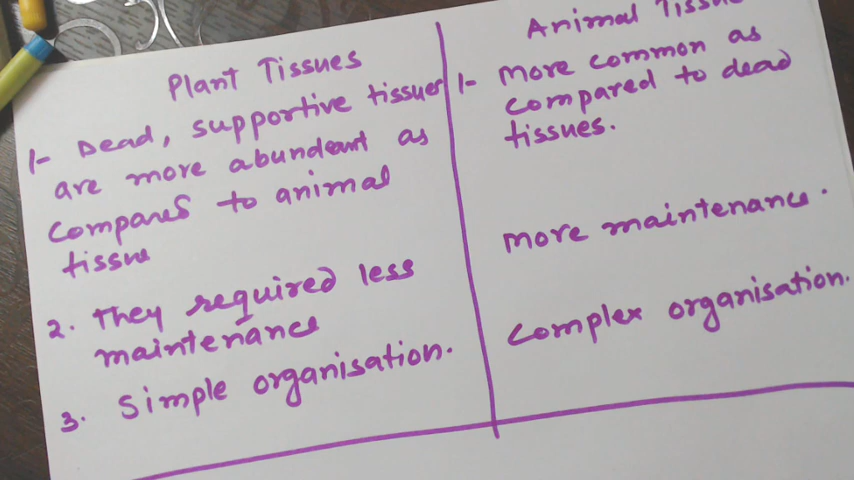 Plant Tissues
1- Dead, supportive tissues
are more abundant as
compared to animal
tissue
2. They required less
maintenance
3. Simple organisation.
Animal Tissue
1- More common as
compared to dead
tissues.
More maintenance.
Complex organisation.